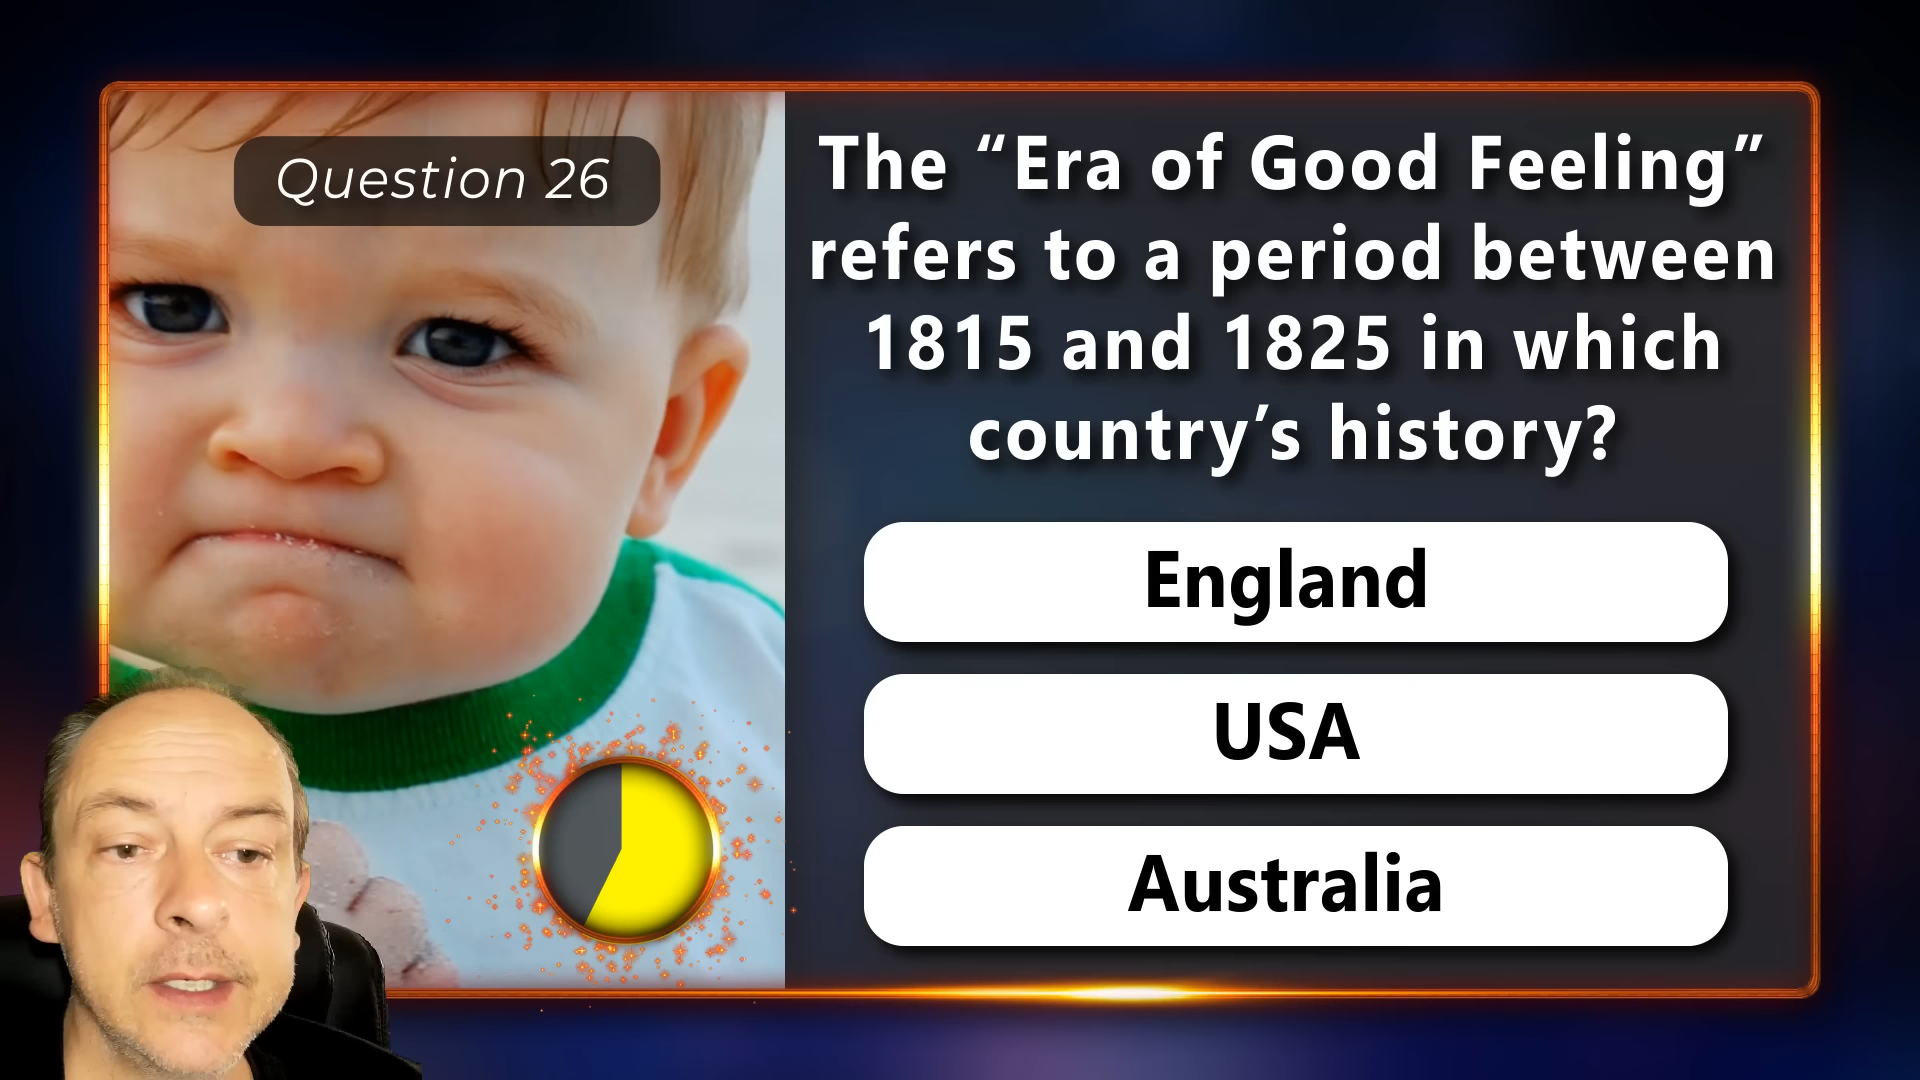 Question 26
The “Era of Good Feeling”
refers to a period between
1815 and 1825 in which
country’s history?
England
USA
Australia